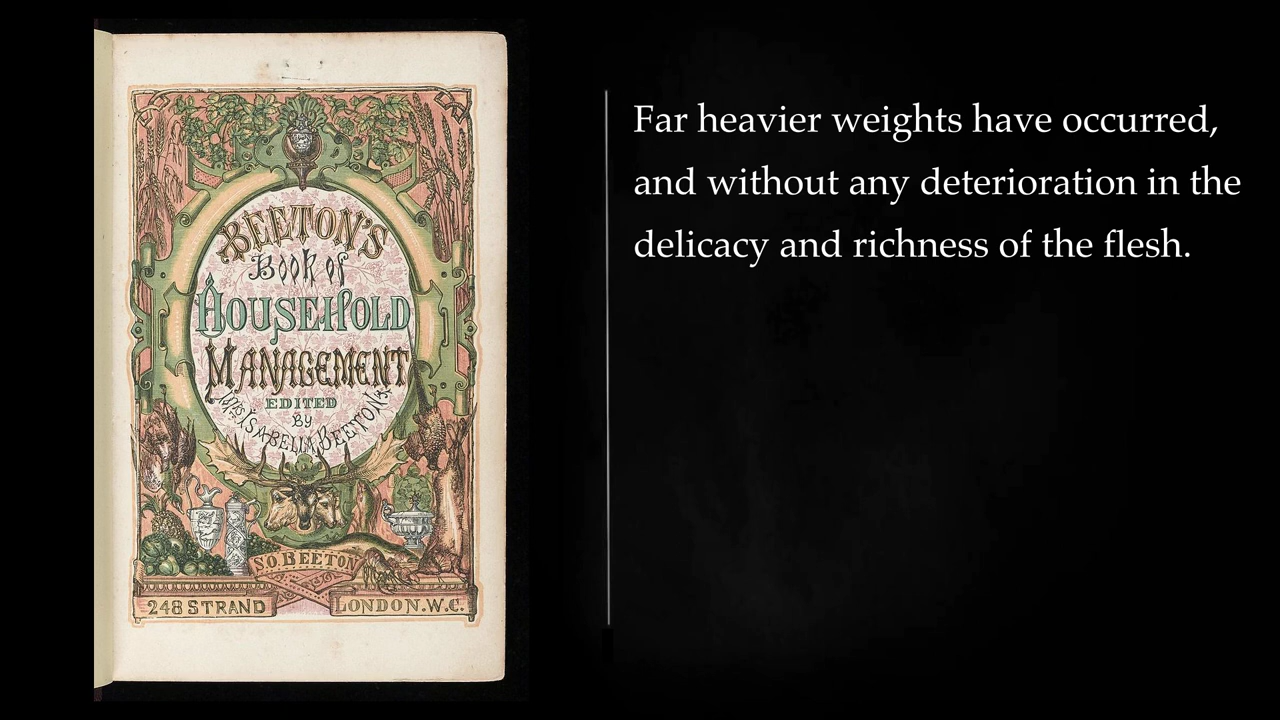 BEETON'S
Book of
HOUSEHOLD
MANAGEMENT
EDITED
BY
MRS ISABELLA BEETON
S.O. BEETON
248 STRAND
LONDON.W.C.
Far heavier weights have occurred,
and without any deterioration in the
delicacy and richness of the flesh.